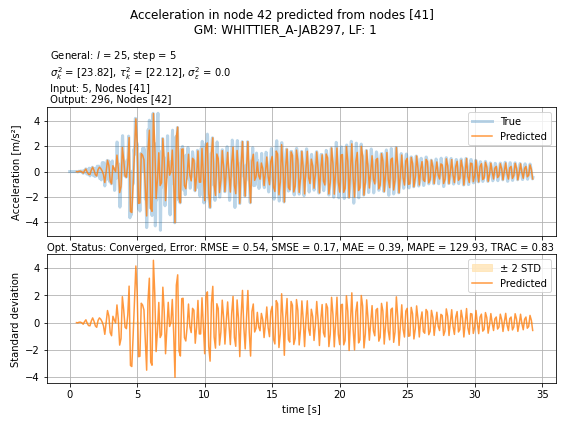 Acceleration in node 42 predicted from nodes [41]
GM: WHITTIER_A-JAB297, LF: 1
General: l = 25, step = 5
σ²ₖ = [23.82], τ²ₖ = [22.12], σ²ε = 0.0
Input: 5, Nodes [41]
Output: 296, Nodes [42]
Acceleration [m/s²]
4
2
0
−2
−4
True
Predicted
Opt. Status: Converged, Error: RMSE = 0.54, SMSE = 0.17, MAE = 0.39, MAPE = 129.93, TRAC = 0.83
Standard deviation
4
2
0
−2
−4
± 2 STD
Predicted
0 5 10 15 20 25 30 35
time [s]